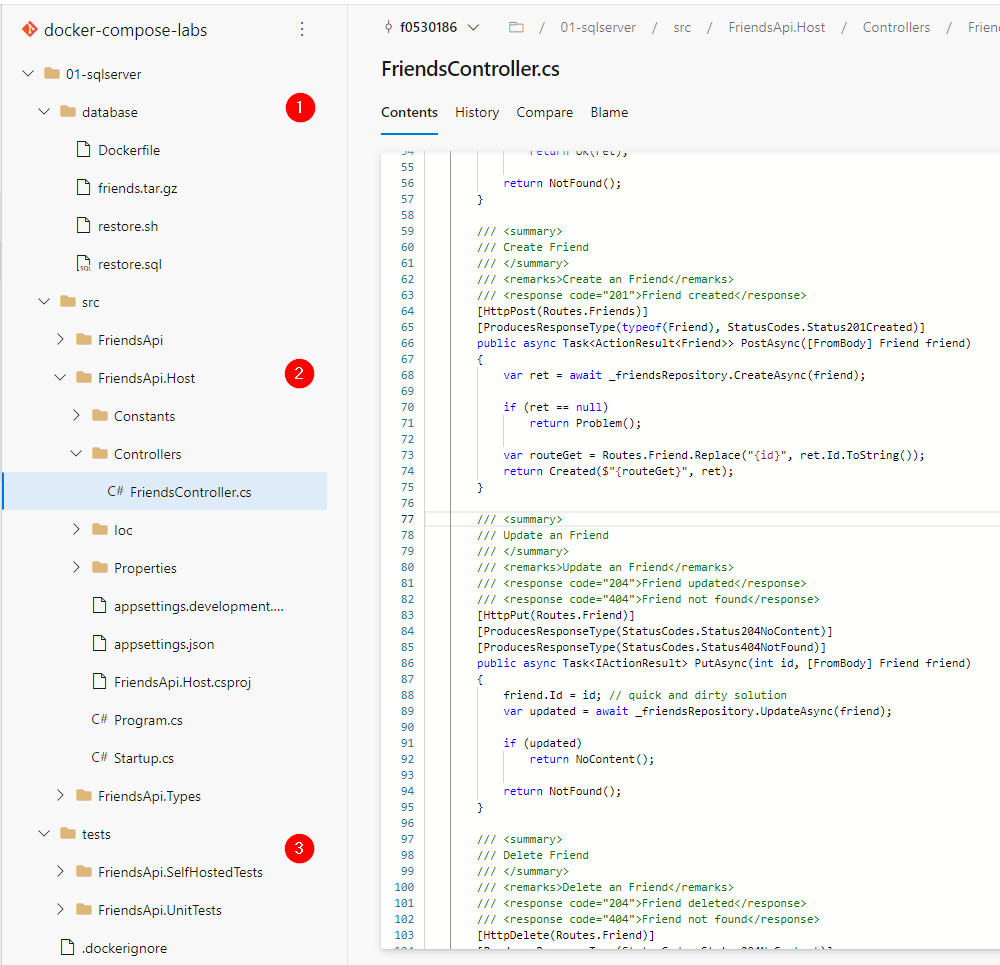 docker-compose-labs
01-sqlserver
database
1
Dockerfile
friends.tar.gz
restore.sh
restore.sql
src
FriendsApi
FriendsApi.Host
2
Constants
Controllers
C# FriendsController.cs
Ioc
Properties
appsettings.development....
appsettings.json
FriendsApi.Host.csproj
C# Program.cs
C# Startup.cs
FriendsApi.Types
tests
3
FriendsApi.SelfHostedTests
FriendsApi.UnitTests
.dockerignore
f0530186 / 01-sqlserver / src / FriendsApi.Host / Controllers / Frien
FriendsController.cs
Contents History Compare Blame
54 return Ok(ret);
55
56 return NotFound();
57 }
58
59 /// <summary>
60 /// Create Friend
61 /// </summary>
62 /// <remarks>Create an Friend</remarks>
63 /// <response code="201">Friend created</response>
64 [HttpPost(Routes.Friends)]
65 [ProducesResponseType(typeof(Friend), StatusCodes.Status201Created)]
66 public async Task<ActionResult<Friend>> PostAsync([FromBody] Friend friend)
67 {
68 var ret = await _friendsRepository.CreateAsync(friend);
69
70 if (ret == null)
71 return Problem();
72
73 var routeGet = Routes.Friend.Replace("{id}", ret.Id.ToString());
74 return Created($"{routeGet}", ret);
75 }
76
77 /// <summary>
78 /// Update an Friend
79 /// </summary>
80 /// <remarks>Update an Friend</remarks>
81 /// <response code="204">Friend updated</response>
82 /// <response code="404">Friend not found</response>
83 [HttpPut(Routes.Friend)]
84 [ProducesResponseType(StatusCodes.Status204NoContent)]
85 [ProducesResponseType(StatusCodes.Status404NotFound)]
86 public async Task<IActionResult> PutAsync(int id, [FromBody] Friend friend)
87 {
88 friend.Id = id; // quick and dirty solution
89 var updated = await _friendsRepository.UpdateAsync(friend);
90
91 if (updated)
92 return NoContent();
93
94 return NotFound();
95 }
96
97 /// <summary>
98 /// Delete Friend
99 /// </summary>
100 /// <remarks>Delete an Friend</remarks>
101 /// <response code="204">Friend deleted</response>
102 /// <response code="404">Friend not found</response>
103 [HttpDelete(Routes.Friend)]
104 [ProducesResponseType(StatusCodes.Status204NoContent)]